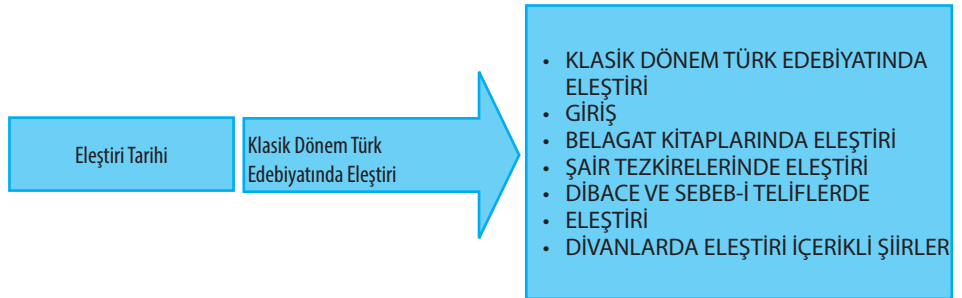 Eleştiri Tarihi
Klasik Dönem Türk
Edebiyatında Eleştiri
• KLASİK DÖNEM TÜRK EDEBİYATINDA
ELEŞTİRİ
• GİRİŞ
• BELAGAT KİTAPLARINDA ELEŞTİRİ
• ŞAİR TEZKİRELERİNDE ELEŞTİRİ
• DİBACE VE SEBEB-İ TELİFLERDE
• ELEŞTİRİ
• DİVANLARDA ELEŞTİRİ İÇERİKLİ ŞİİRLER